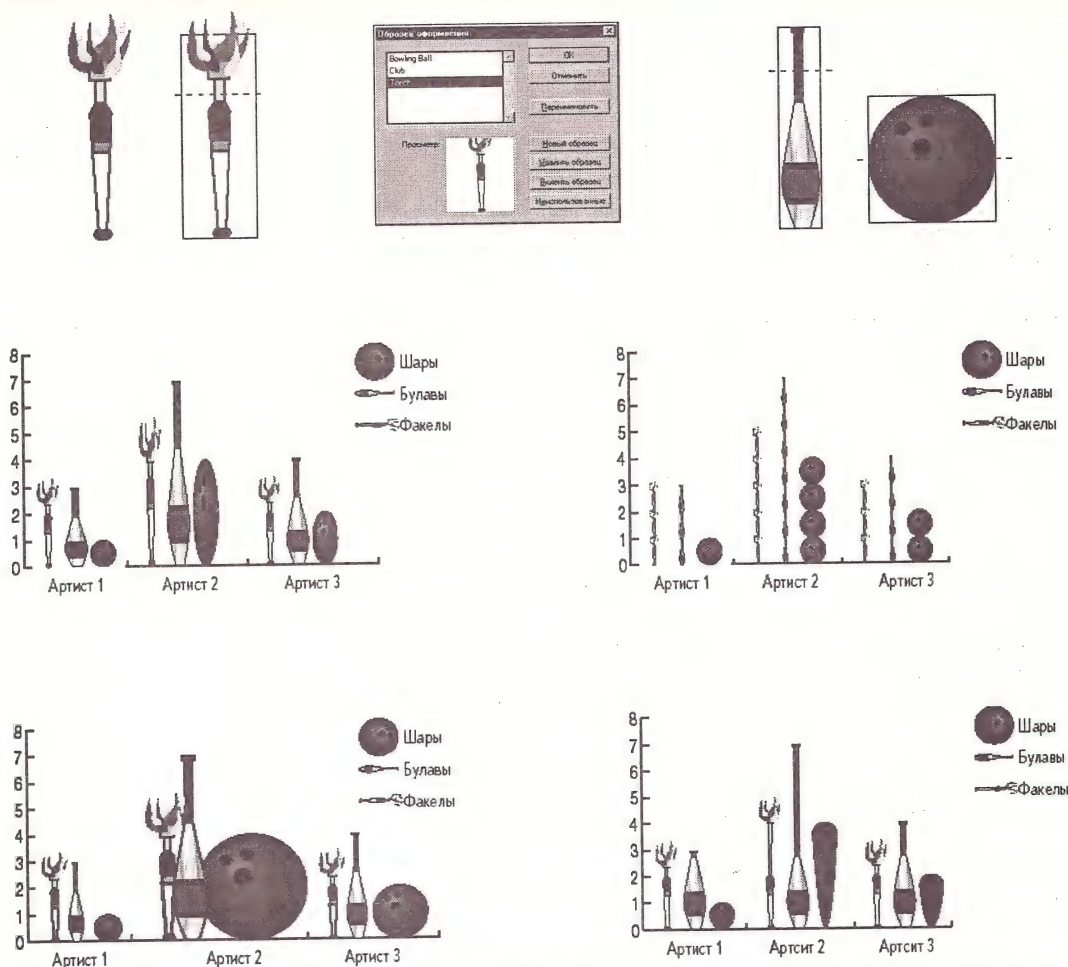 Образец оформления
Bowling Ball
Club
Torch
OK
Отменить
Переименовать
Просмотр:
Новый образец
Удалить образец
Вклеить образец
Неиспользованные
8
7
6
5
4
3
2
1
0
Артист 1
Артист 2
Артист 3
Шары
Булавы
Факелы
8
7
6
5
4
3
2
1
0
Артист 1
Артист 2
Артист 3
Шары
Булавы
Факелы
8
7
6
5
4
3
2
1
0
Артист 1
Артист 2
Артист 3
Шары
Булавы
Факелы
8
7
6
5
4
3
2
1
0
Артист 1
Артсит 2
Артсит 3
Шары
Булавы
Факелы